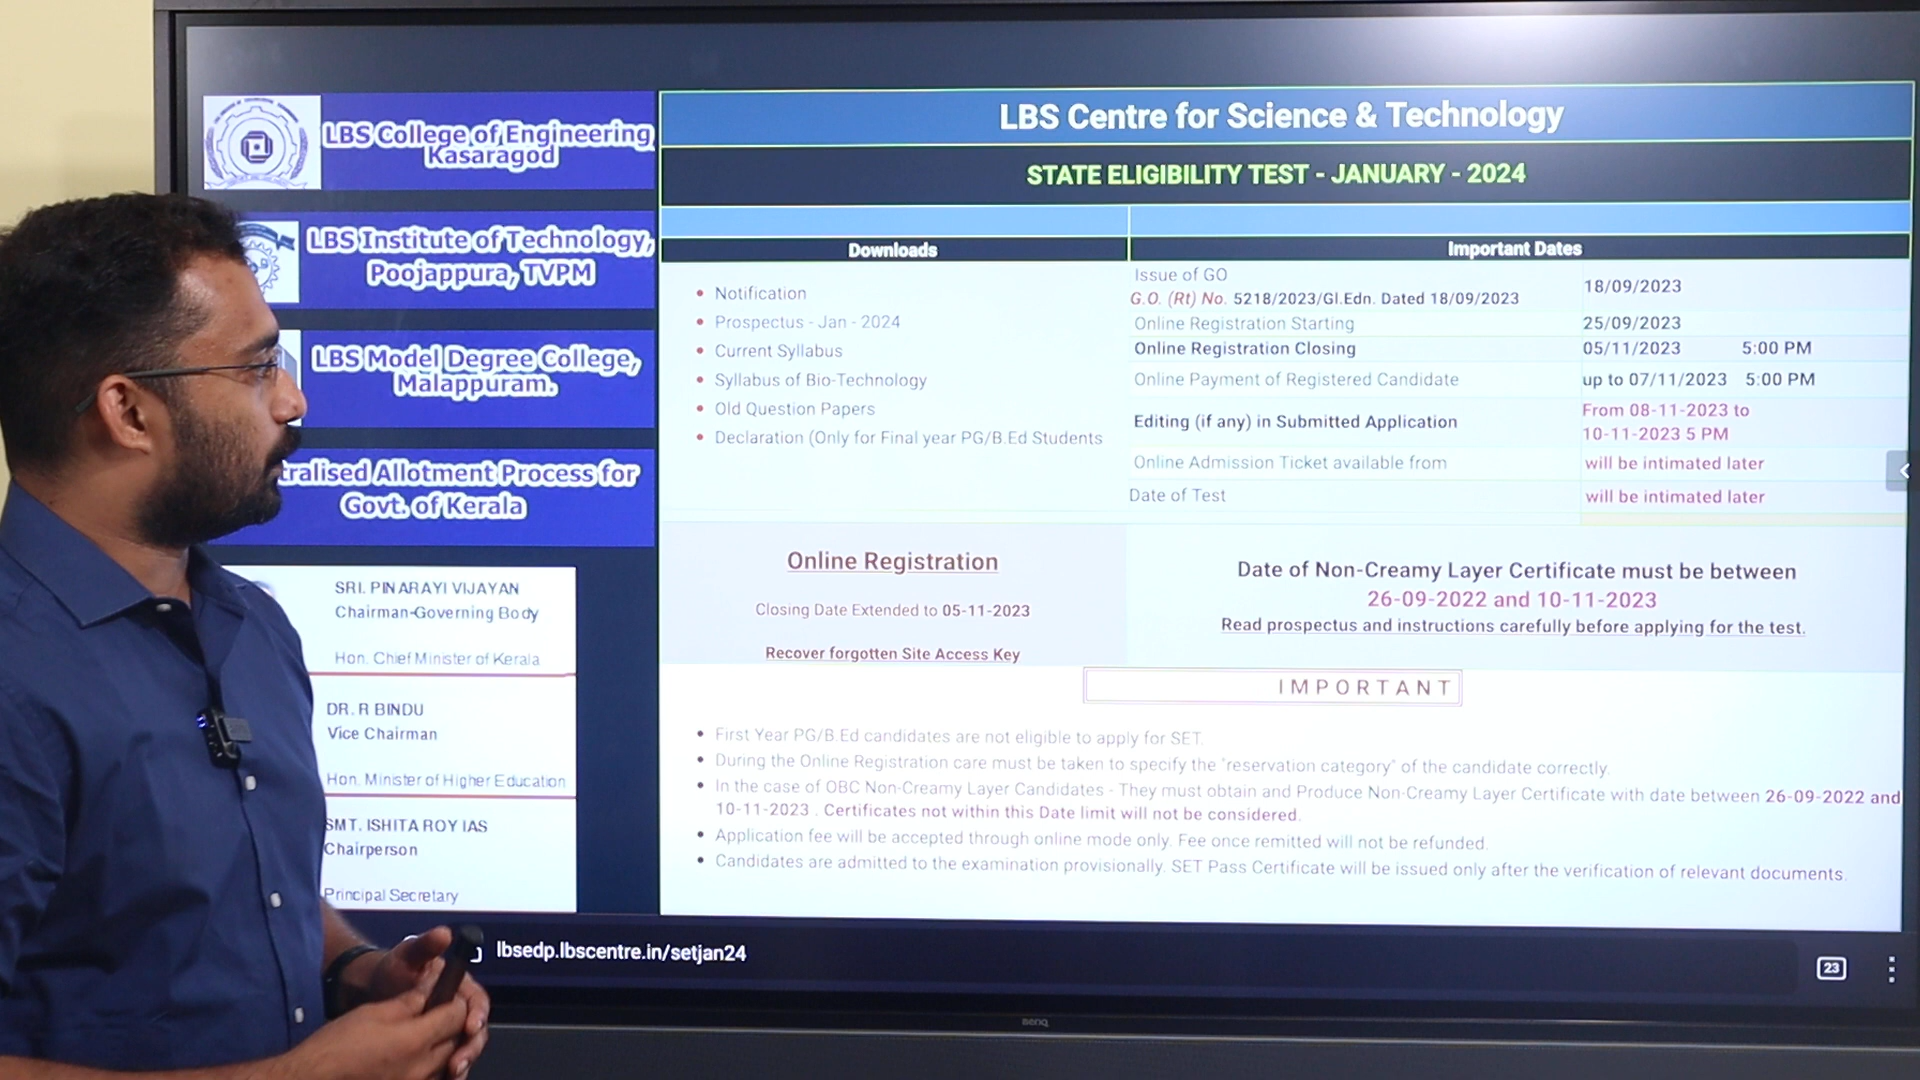 LBS College of Engineering
Kasaragod
LBS Institute of Technology,
Poojappura, TVPM
LBS Model Degree College,
Malappuram.
tralised Allotment Process for
Govt. of Kerala
SRI. PINARAYI VIJAYAN
Chairman-Governing Body
Hon. Chief Minister of Kerala
DR. R BINDU
Vice Chairman
Hon. Minister of Higher Education
SMT. ISHITA ROY IAS
Chairperson
Principal Secretary
LBS Centre for Science & Technology
STATE ELIGIBILITY TEST - JANUARY - 2024
Downloads
• Notification
• Prospectus - Jan - 2024
• Current Syllabus
• Syllabus of Bio-Technology
• Old Question Papers
• Declaration (Only for Final year PG/B.Ed Students
Important Dates
Issue of GO
G.O. (Rt) No. 5218/2023/Gl.Edn. Dated 18/09/2023 18/09/2023
Online Registration Starting 25/09/2023
Online Registration Closing 05/11/2023 5:00 PM
Online Payment of Registered Candidate up to 07/11/2023 5:00 PM
Editing (if any) in Submitted Application From 08-11-2023 to
10-11-2023 5 PM
Online Admission Ticket available from will be intimated later
Date of Test will be intimated later
Online Registration
Closing Date Extended to 05-11-2023
Recover forgotten Site Access Key
Date of Non-Creamy Layer Certificate must be between
26-09-2022 and 10-11-2023
Read prospectus and instructions carefully before applying for the test.
IMPORTANT
• First Year PG/B.Ed candidates are not eligible to apply for SET.
• During the Online Registration care must be taken to specify the "reservation category" of the candidate correctly.
• In the case of OBC Non-Creamy Layer Candidates - They must obtain and Produce Non-Creamy Layer Certificate with date between 26-09-2022 and
10-11-2023 . Certificates not within this Date limit will not be considered.
• Application fee will be accepted through online mode only. Fee once remitted will not be refunded.
• Candidates are admitted to the examination provisionally. SET Pass Certificate will be issued only after the verification of relevant documents.
lbsedp.lbscentre.in/setjan24
23
BenQ